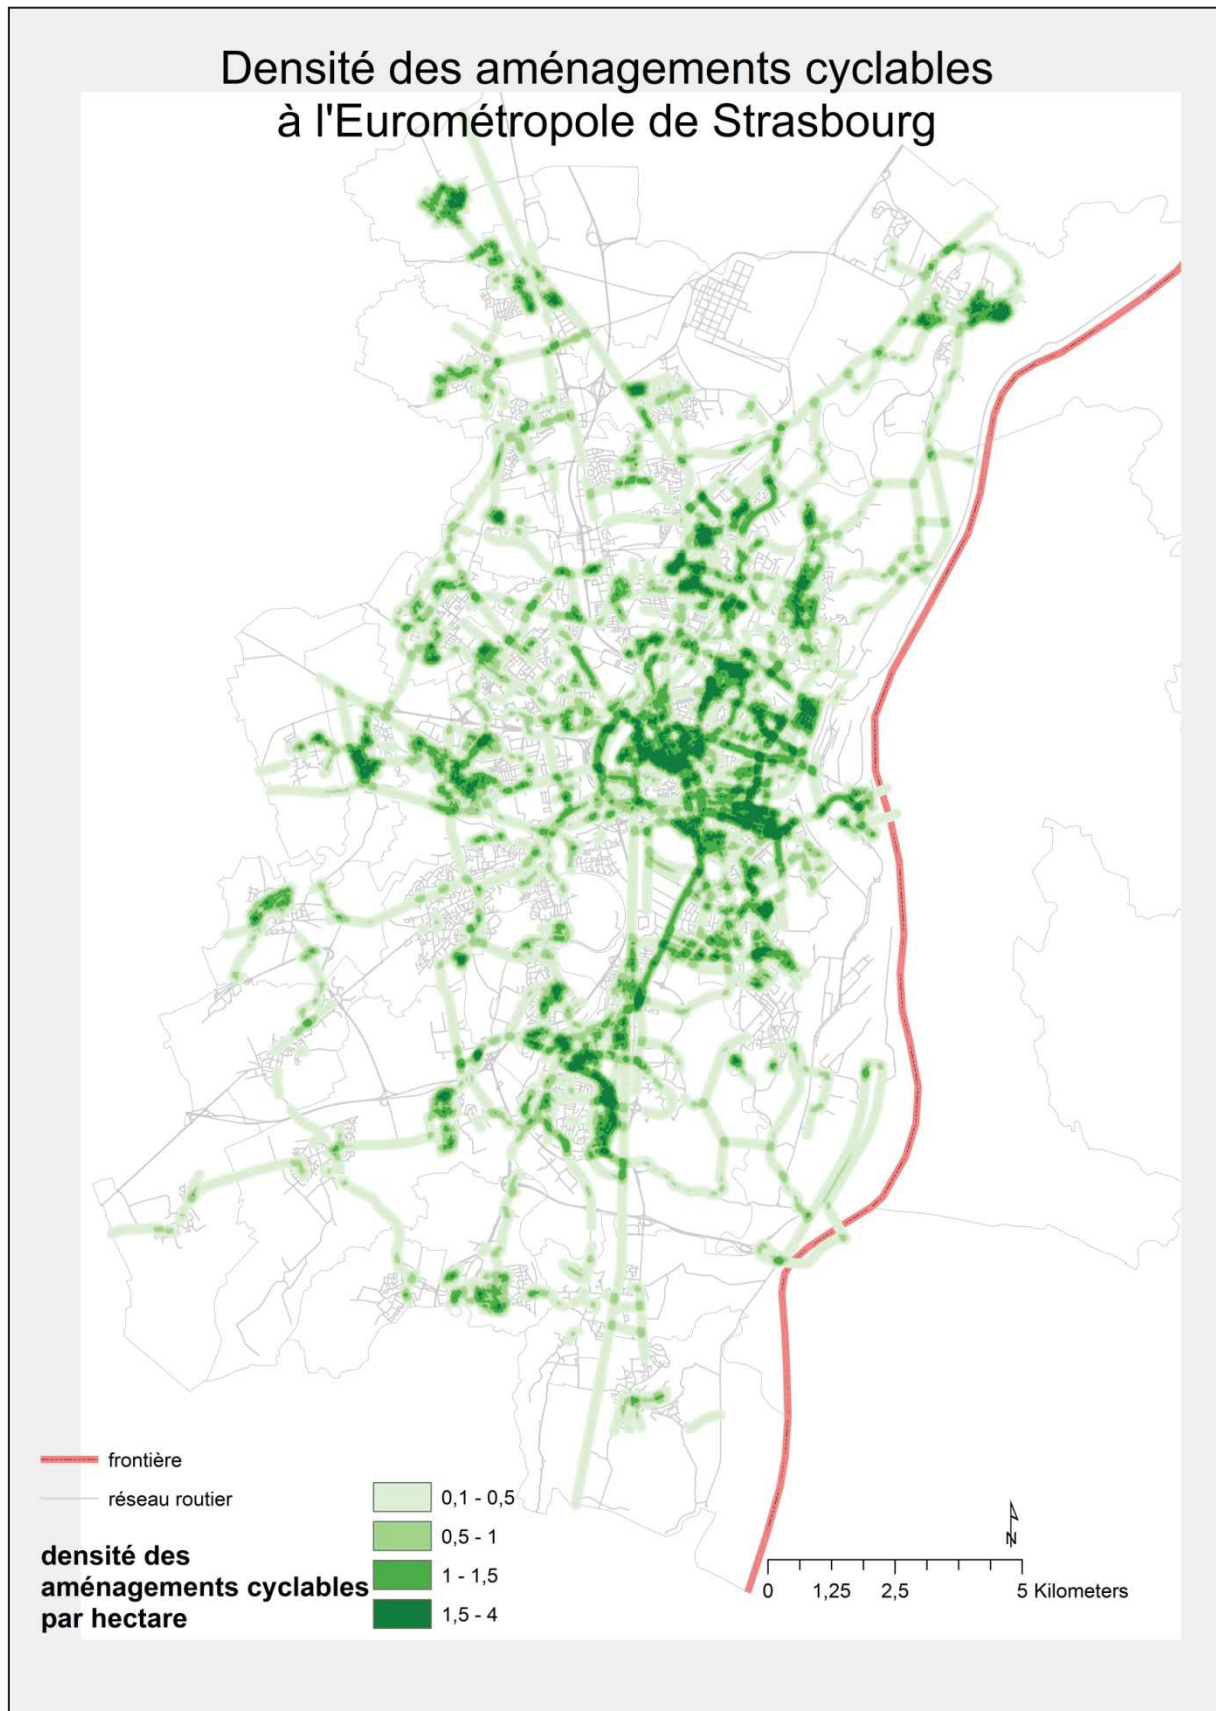 Densité des aménagements cyclables
à l'Eurométropole de Strasbourg
frontière
réseau routier
densité des
aménagements cyclables
par hectare
0,1 - 0,5
0,5 - 1
1 - 1,5
1,5 - 4
N
0 1,25 2,5 5 Kilometers